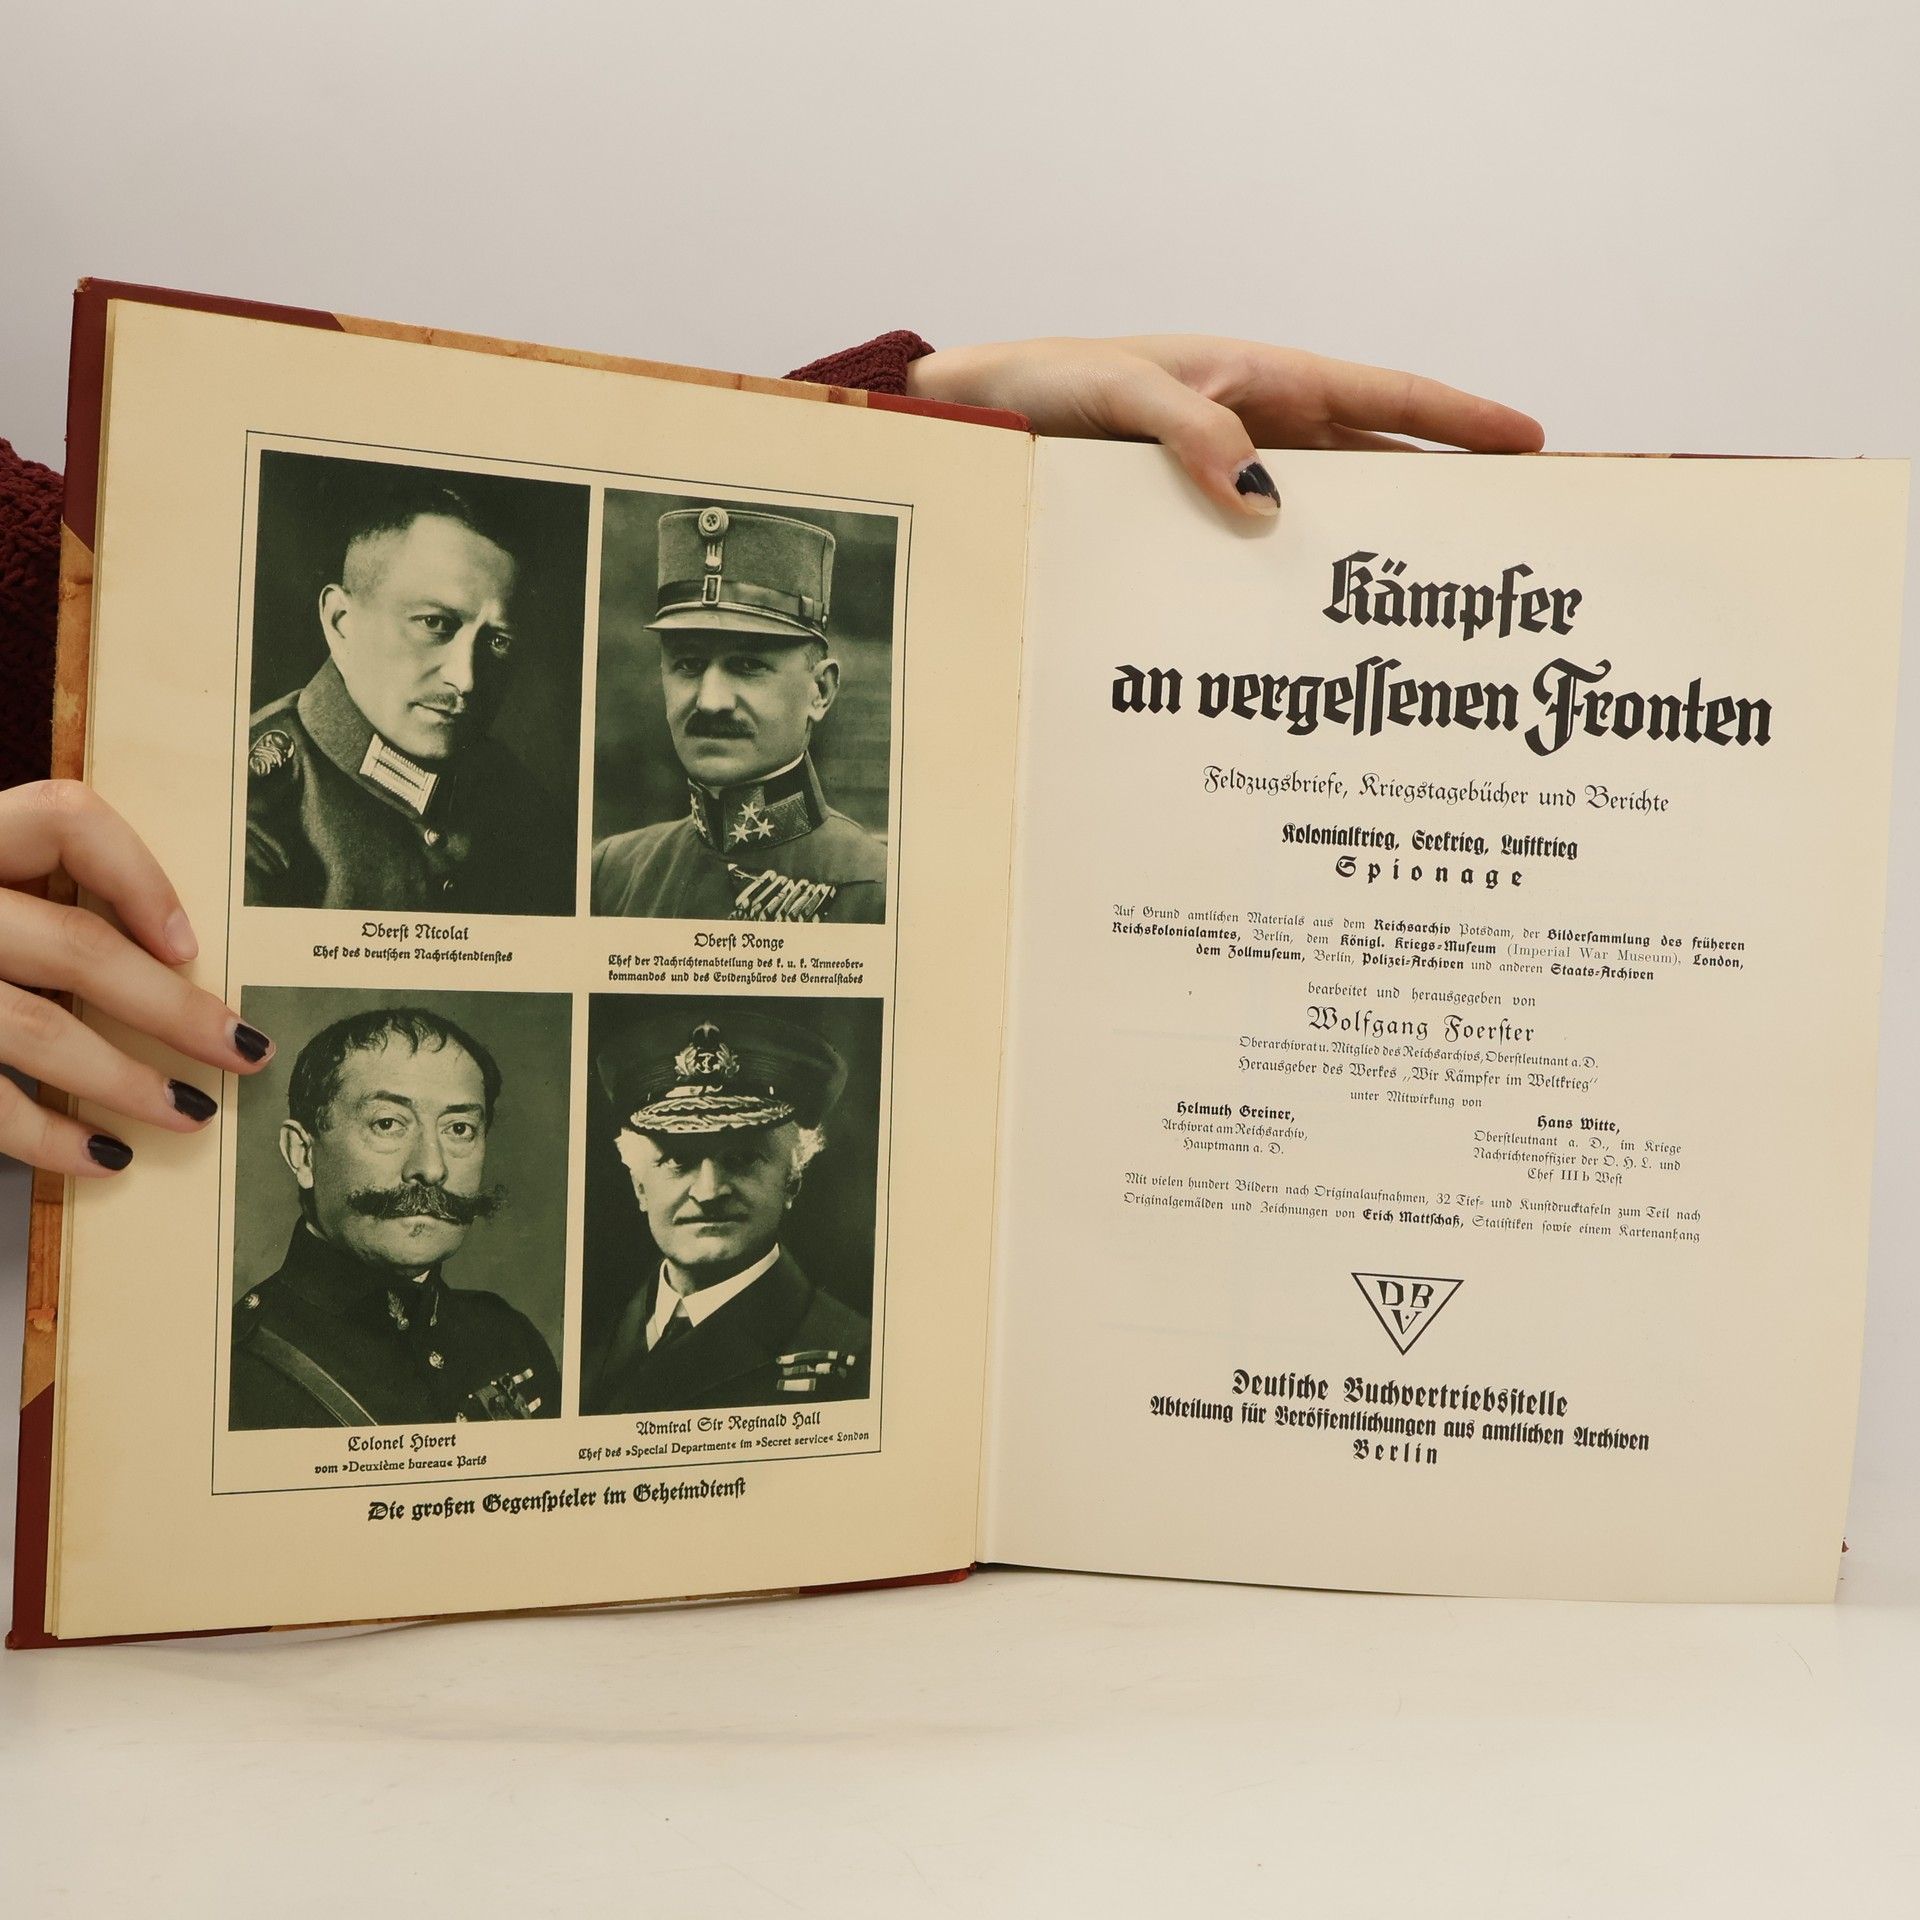 Oberst Nicolai
Chef des deutschen Nachrichtendienstes
Oberst Ronge
Chef der Nachrichtenabteilung des k. u. k. Armeeober-
kommandos und des Evidenzbüros des Generalstabes
Colonel Hivert
vom »Deuxième bureau« Paris
Admiral Sir Reginald Hall
Chef des »Special Department« im »Secret service« London
Die großen Gegenspieler im Geheimdienst
Kämpfer
an vergessenen Fronten
Feldzugsbriefe, Kriegstagebücher und Berichte
Kolonialkrieg, Seekrieg, Luftkrieg
Spionage
Auf Grund amtlichen Materials aus dem Reichsarchiv Potsdam, der Bildersammlung des früheren
Reichskolonialamtes, Berlin, dem Königl. Kriegs-Museum (Imperial War Museum), London,
dem Zollmuseum, Berlin, Polizei-Archiven und anderen Staats-Archiven
bearbeitet und herausgegeben von
Wolfgang Foerster
Oberarchivrat u. Mitglied des Reichsarchivs, Oberstleutnant a. D.
Herausgeber des Werkes „Wir Kämpfer im Weltkrieg“
unter Mitwirkung von
Helmuth Greiner,
Archivrat am Reichsarchiv,
Hauptmann a. D.
Hans Witte,
Oberstleutnant a. D., im Kriege
Nachrichtenoffizier der O. H. L. und
Chef III b West
Mit vielen hundert Bildern nach Originalaufnahmen, 32 Tief- und Kunstdrucktafeln zum Teil nach
Originalgemälden und Zeichnungen von Erich Mattschaß, Statistiken sowie einem Kartenanhang
DBV
Deutsche Buchvertriebsstelle
Abteilung für Veröffentlichungen aus amtlichen Archiven
Berlin